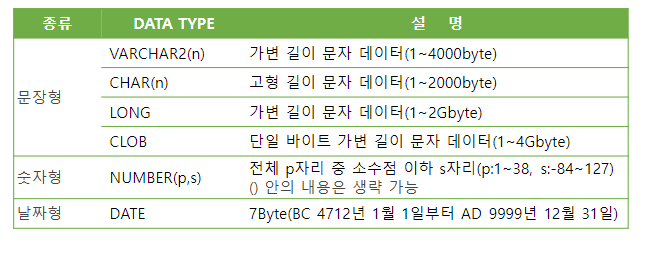 종류 DATA TYPE 설 명
문장형 VARCHAR2(n) 가변 길이 문자 데이터(1~4000byte)
CHAR(n) 고형 길이 문자 데이터(1~2000byte)
LONG 가변 길이 문자 데이터(1~2Gbyte)
CLOB 단일 바이트 가변 길이 문자 데이터(1~4Gbyte)
숫자형 NUMBER(p,s) 전체 p자리 중 소수점 이하 s자리(p:1~38, s:-84~127)
() 안의 내용은 생략 가능
날짜형 DATE 7Byte(BC 4712년 1월 1일부터 AD 9999년 12월 31일)